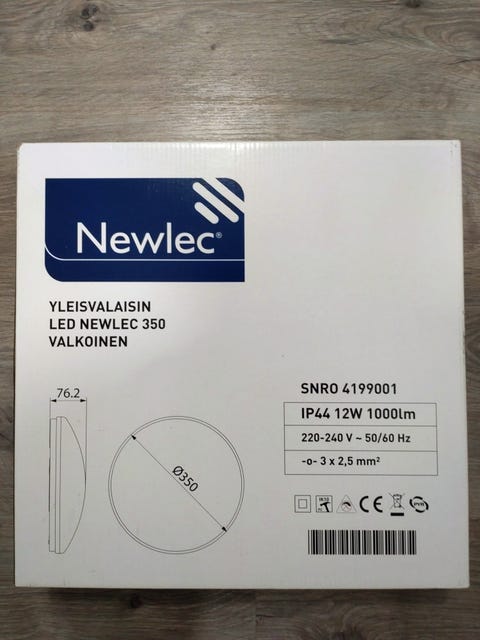 Newlec®
YLEISVALAISIN
LED NEWLEC 350
VALKOINEN
76.2
Ø350
SNRO 4199001
IP44 12W 1000lm
220-240 V ~ 50/60 Hz
-o- 3 x 2,5 mm²
CE